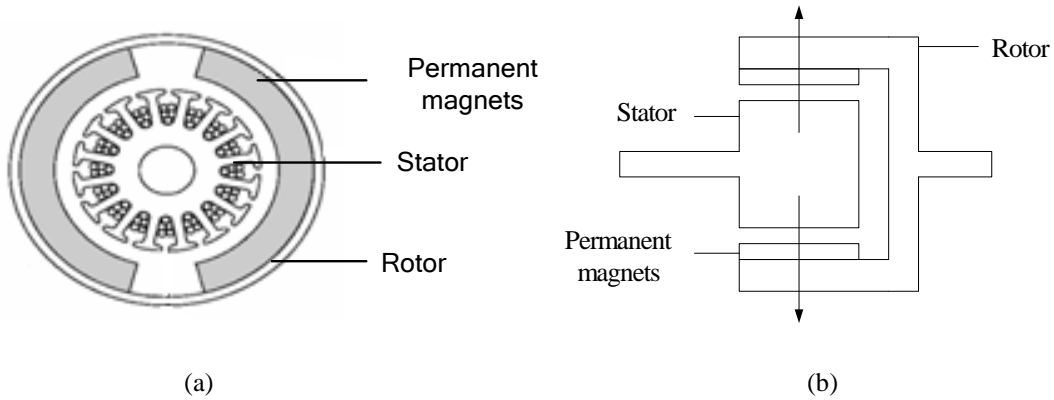 Permanent
magnets
Stator
Rotor
(a)
Rotor
Stator
Permanent
magnets
(b)